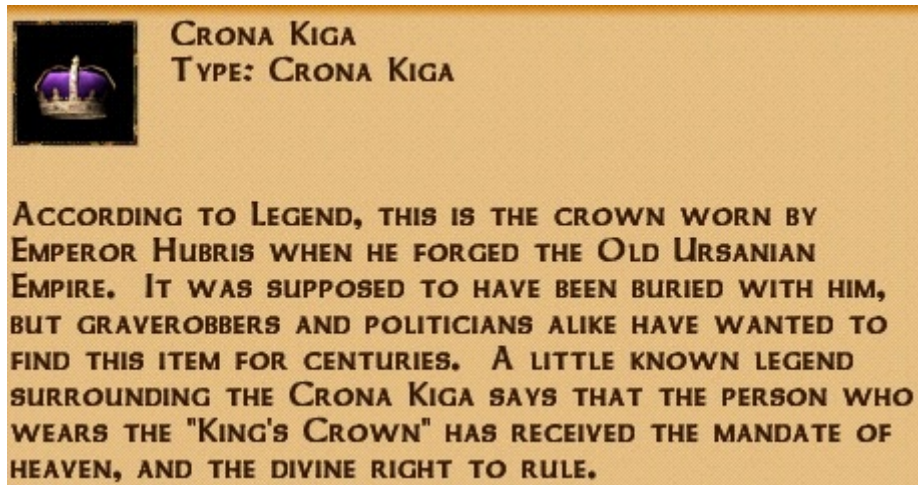 Crona Kiga
Type: Crona Kiga
According to Legend, this is the crown worn by
Emperor Hubris when he forged the Old Ursanian
Empire.  It was supposed to have been buried with him,
but graverobbers and politicians alike have wanted to
find this item for centuries.  A little known legend
surrounding the Crona Kiga says that the person who
wears the "King's Crown" has received the mandate of
heaven, and the divine right to rule.